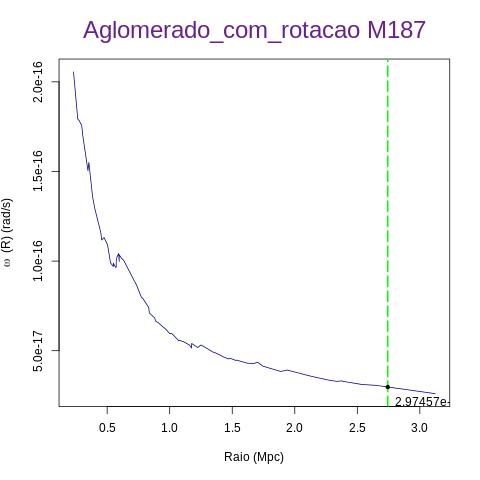 Aglomerado_com_rotacao M187
2.0e-16
1.5e-16
1.0e-16
5.0e-17
ω (R) (rad/s)
2.97457e-
0.5 1.0 1.5 2.0 2.5 3.0
Raio (Mpc)